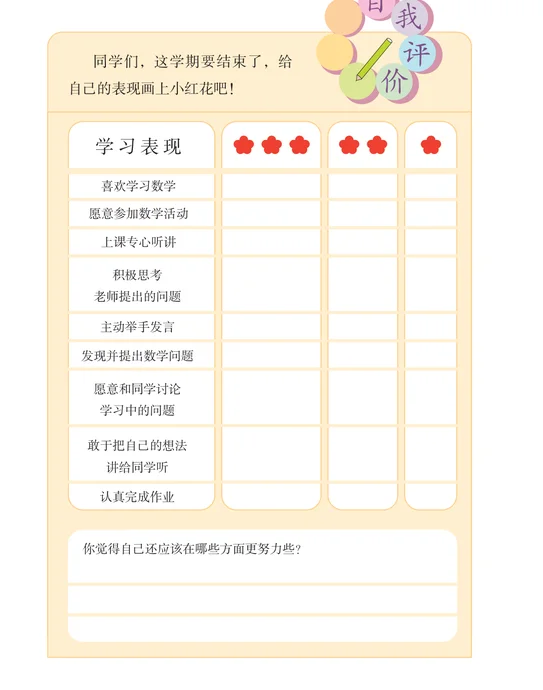 自我评价
同学们，这学期要结束了，给
自己的表现画上小红花吧！
学习表现
喜欢学习数学
愿意参加数学活动
上课专心听讲
积极思考
老师提出的问题
主动举手发言
发现并提出数学问题
愿意和同学讨论
学习中的问题
敢于把自己的想法
讲给同学听
认真完成作业
你觉得自己还应该在哪些方面更努力些？